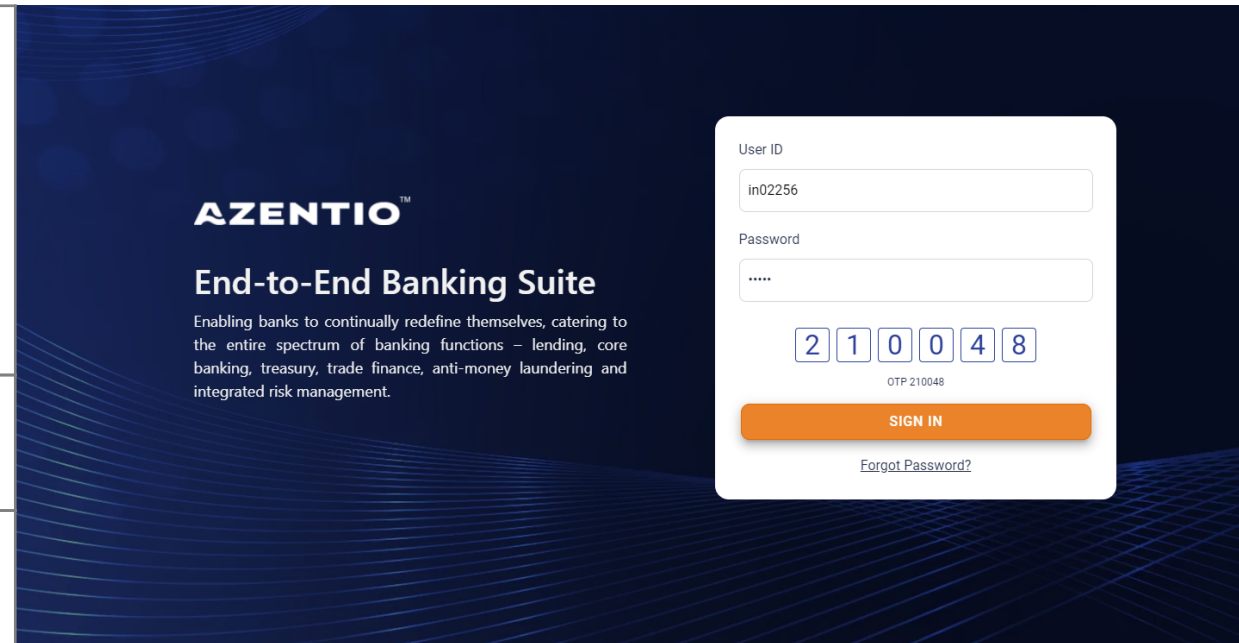 AZENTIO™
End-to-End Banking Suite
Enabling banks to continually redefine themselves, catering to
the entire spectrum of banking functions – lending, core
banking, treasury, trade finance, anti-money laundering and
integrated risk management.
User ID
in02256
Password
•••••
2 1 0 0 4 8
OTP 210048
SIGN IN
Forgot Password?